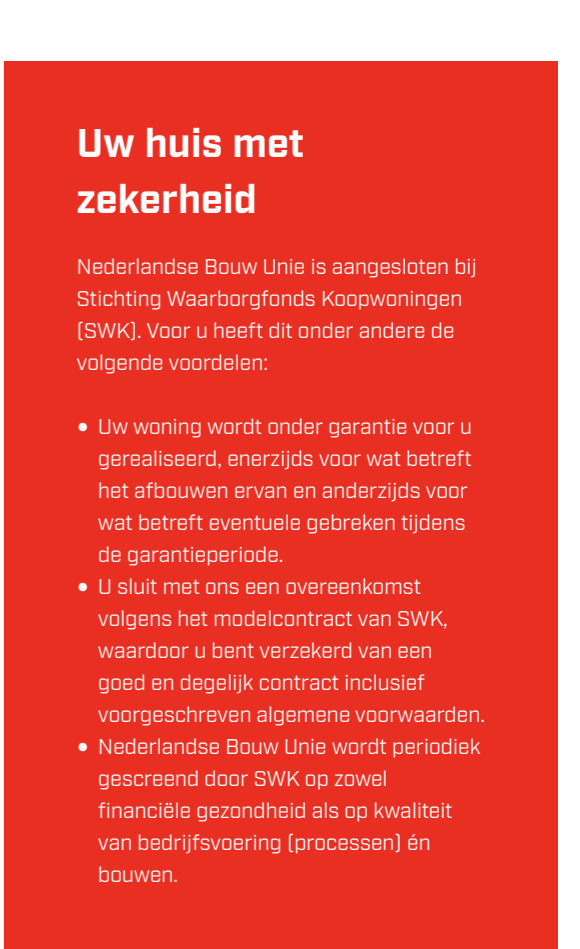 Uw huis met
zekerheid
Nederlandse Bouw Unie is aangesloten bij
Stichting Waarborgfonds Koopwoningen
(SWK). Voor u heeft dit onder andere de
volgende voordelen:
• Uw woning wordt onder garantie voor u
gerealiseerd, enerzijds voor wat betreft
het afbouwen ervan en anderzijds voor
wat betreft eventuele gebreken tijdens
de garantieperiode.
• U sluit met ons een overeenkomst
volgens het modelcontract van SWK,
waardoor u bent verzekerd van een
goed en degelijk contract inclusief
voorgeschreven algemene voorwaarden.
• Nederlandse Bouw Unie wordt periodiek
gescreend door SWK op zowel
financiële gezondheid als op kwaliteit
van bedrijfsvoering (processen) én
bouwen.